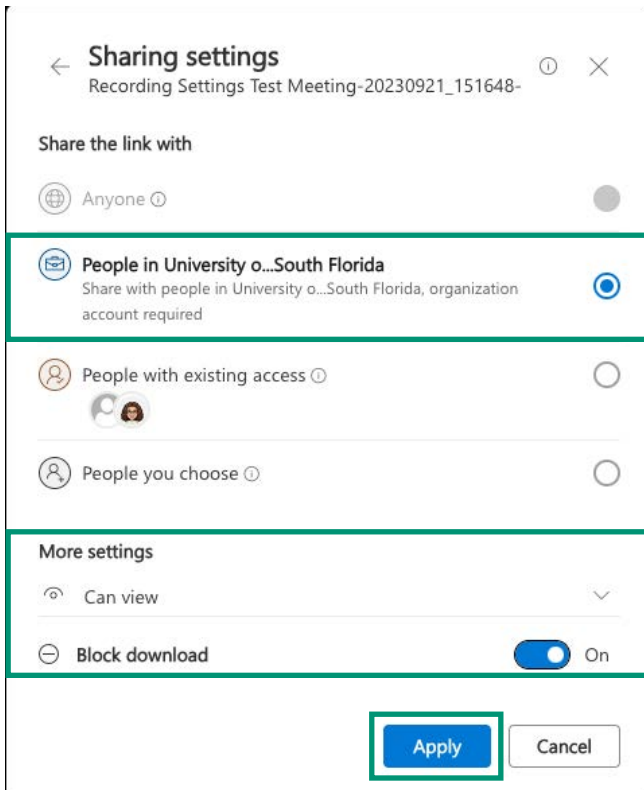 Sharing settings
Recording Settings Test Meeting-20230921_151648-
Share the link with
Anyone
People in University o...South Florida
Share with people in University o...South Florida, organization
account required
People with existing access
People you choose
More settings
Can view
Block download On
Apply Cancel